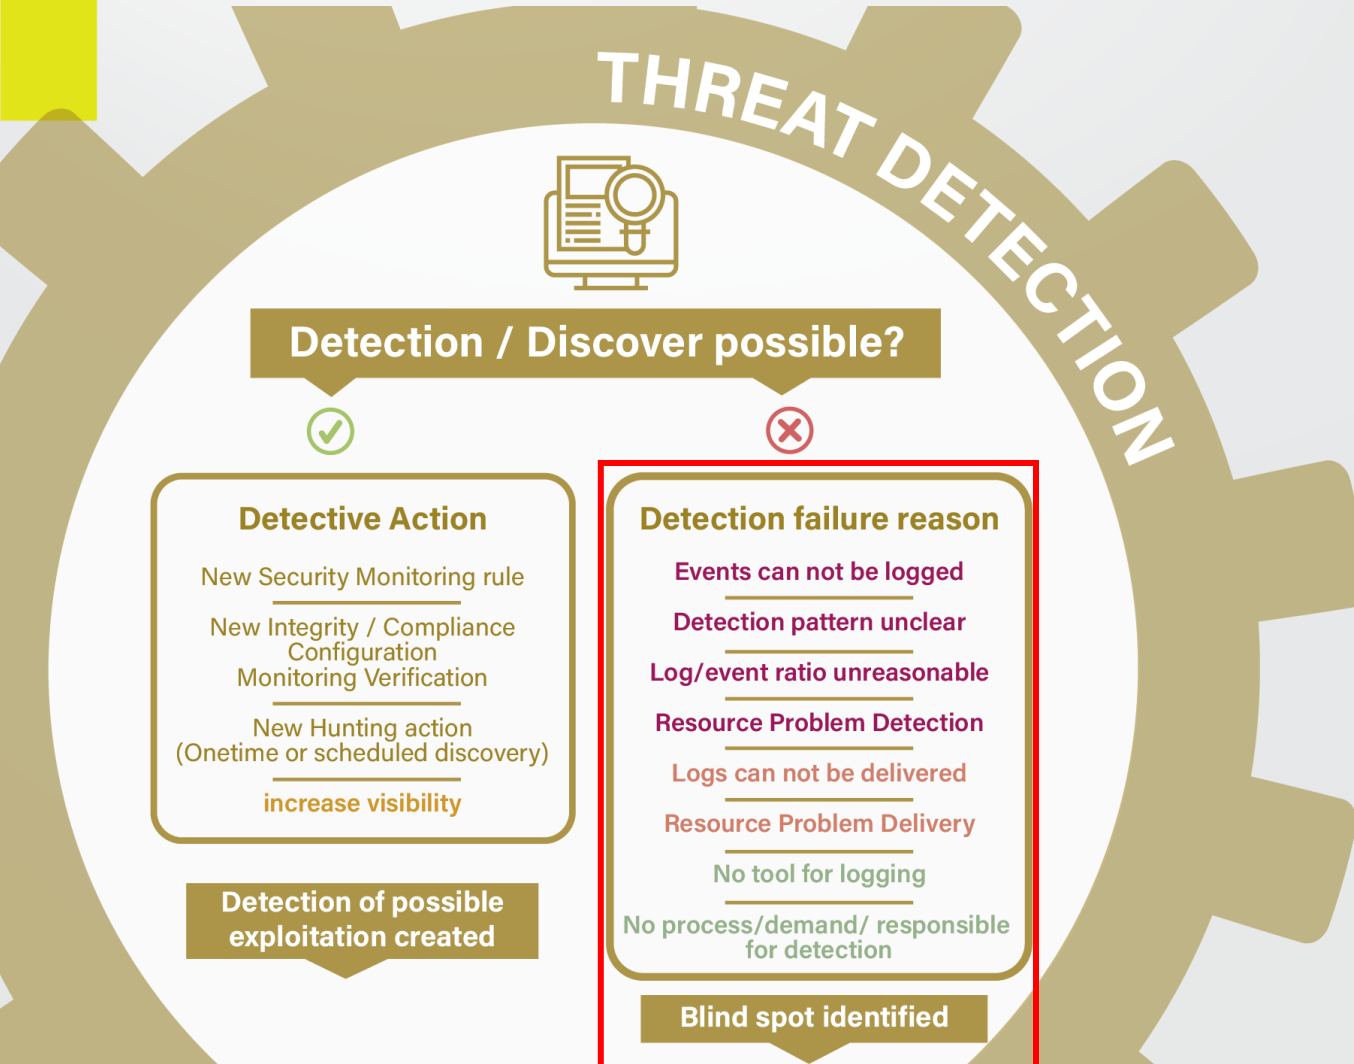 THREAT DETECTION
Detection / Discover possible?
Detective Action
New Security Monitoring rule
New Integrity / Compliance
Configuration
Monitoring Verification
New Hunting action
(Onetime or scheduled discovery)
increase visibility
Detection of possible
exploitation created
Detection failure reason
Events can not be logged
Detection pattern unclear
Log/event ratio unreasonable
Resource Problem Detection
Logs can not be delivered
Resource Problem Delivery
No tool for logging
No process/demand/ responsible
for detection
Blind spot identified